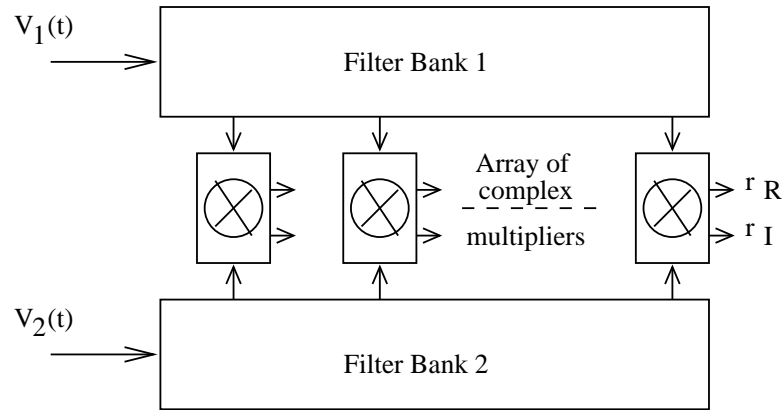 V1(t)
Filter Bank 1
Array of
complex
multipliers
r R
r I
V2(t)
Filter Bank 2